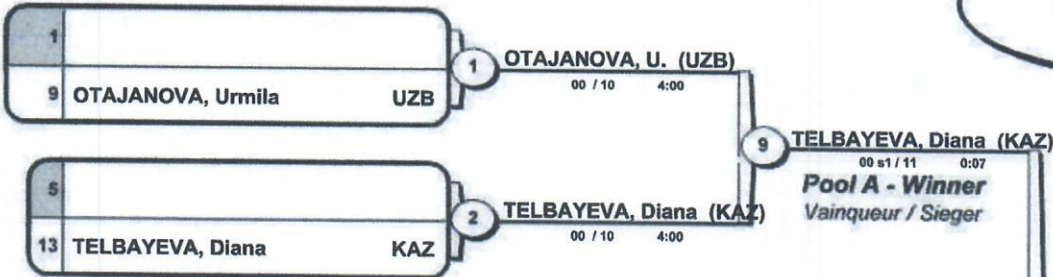 1
9 OTAJANOVA, Urmila UZB
1 OTAJANOVA, U. (UZB)
00 / 10 4:00
5
13 TELBAYEVA, Diana KAZ
2 TELBAYEVA, Diana (KAZ)
00 / 10 4:00
9 TELBAYEVA, Diana (KAZ)
00 s1 / 11 0:07
Pool A - Winner
Vainqueur / Sieger